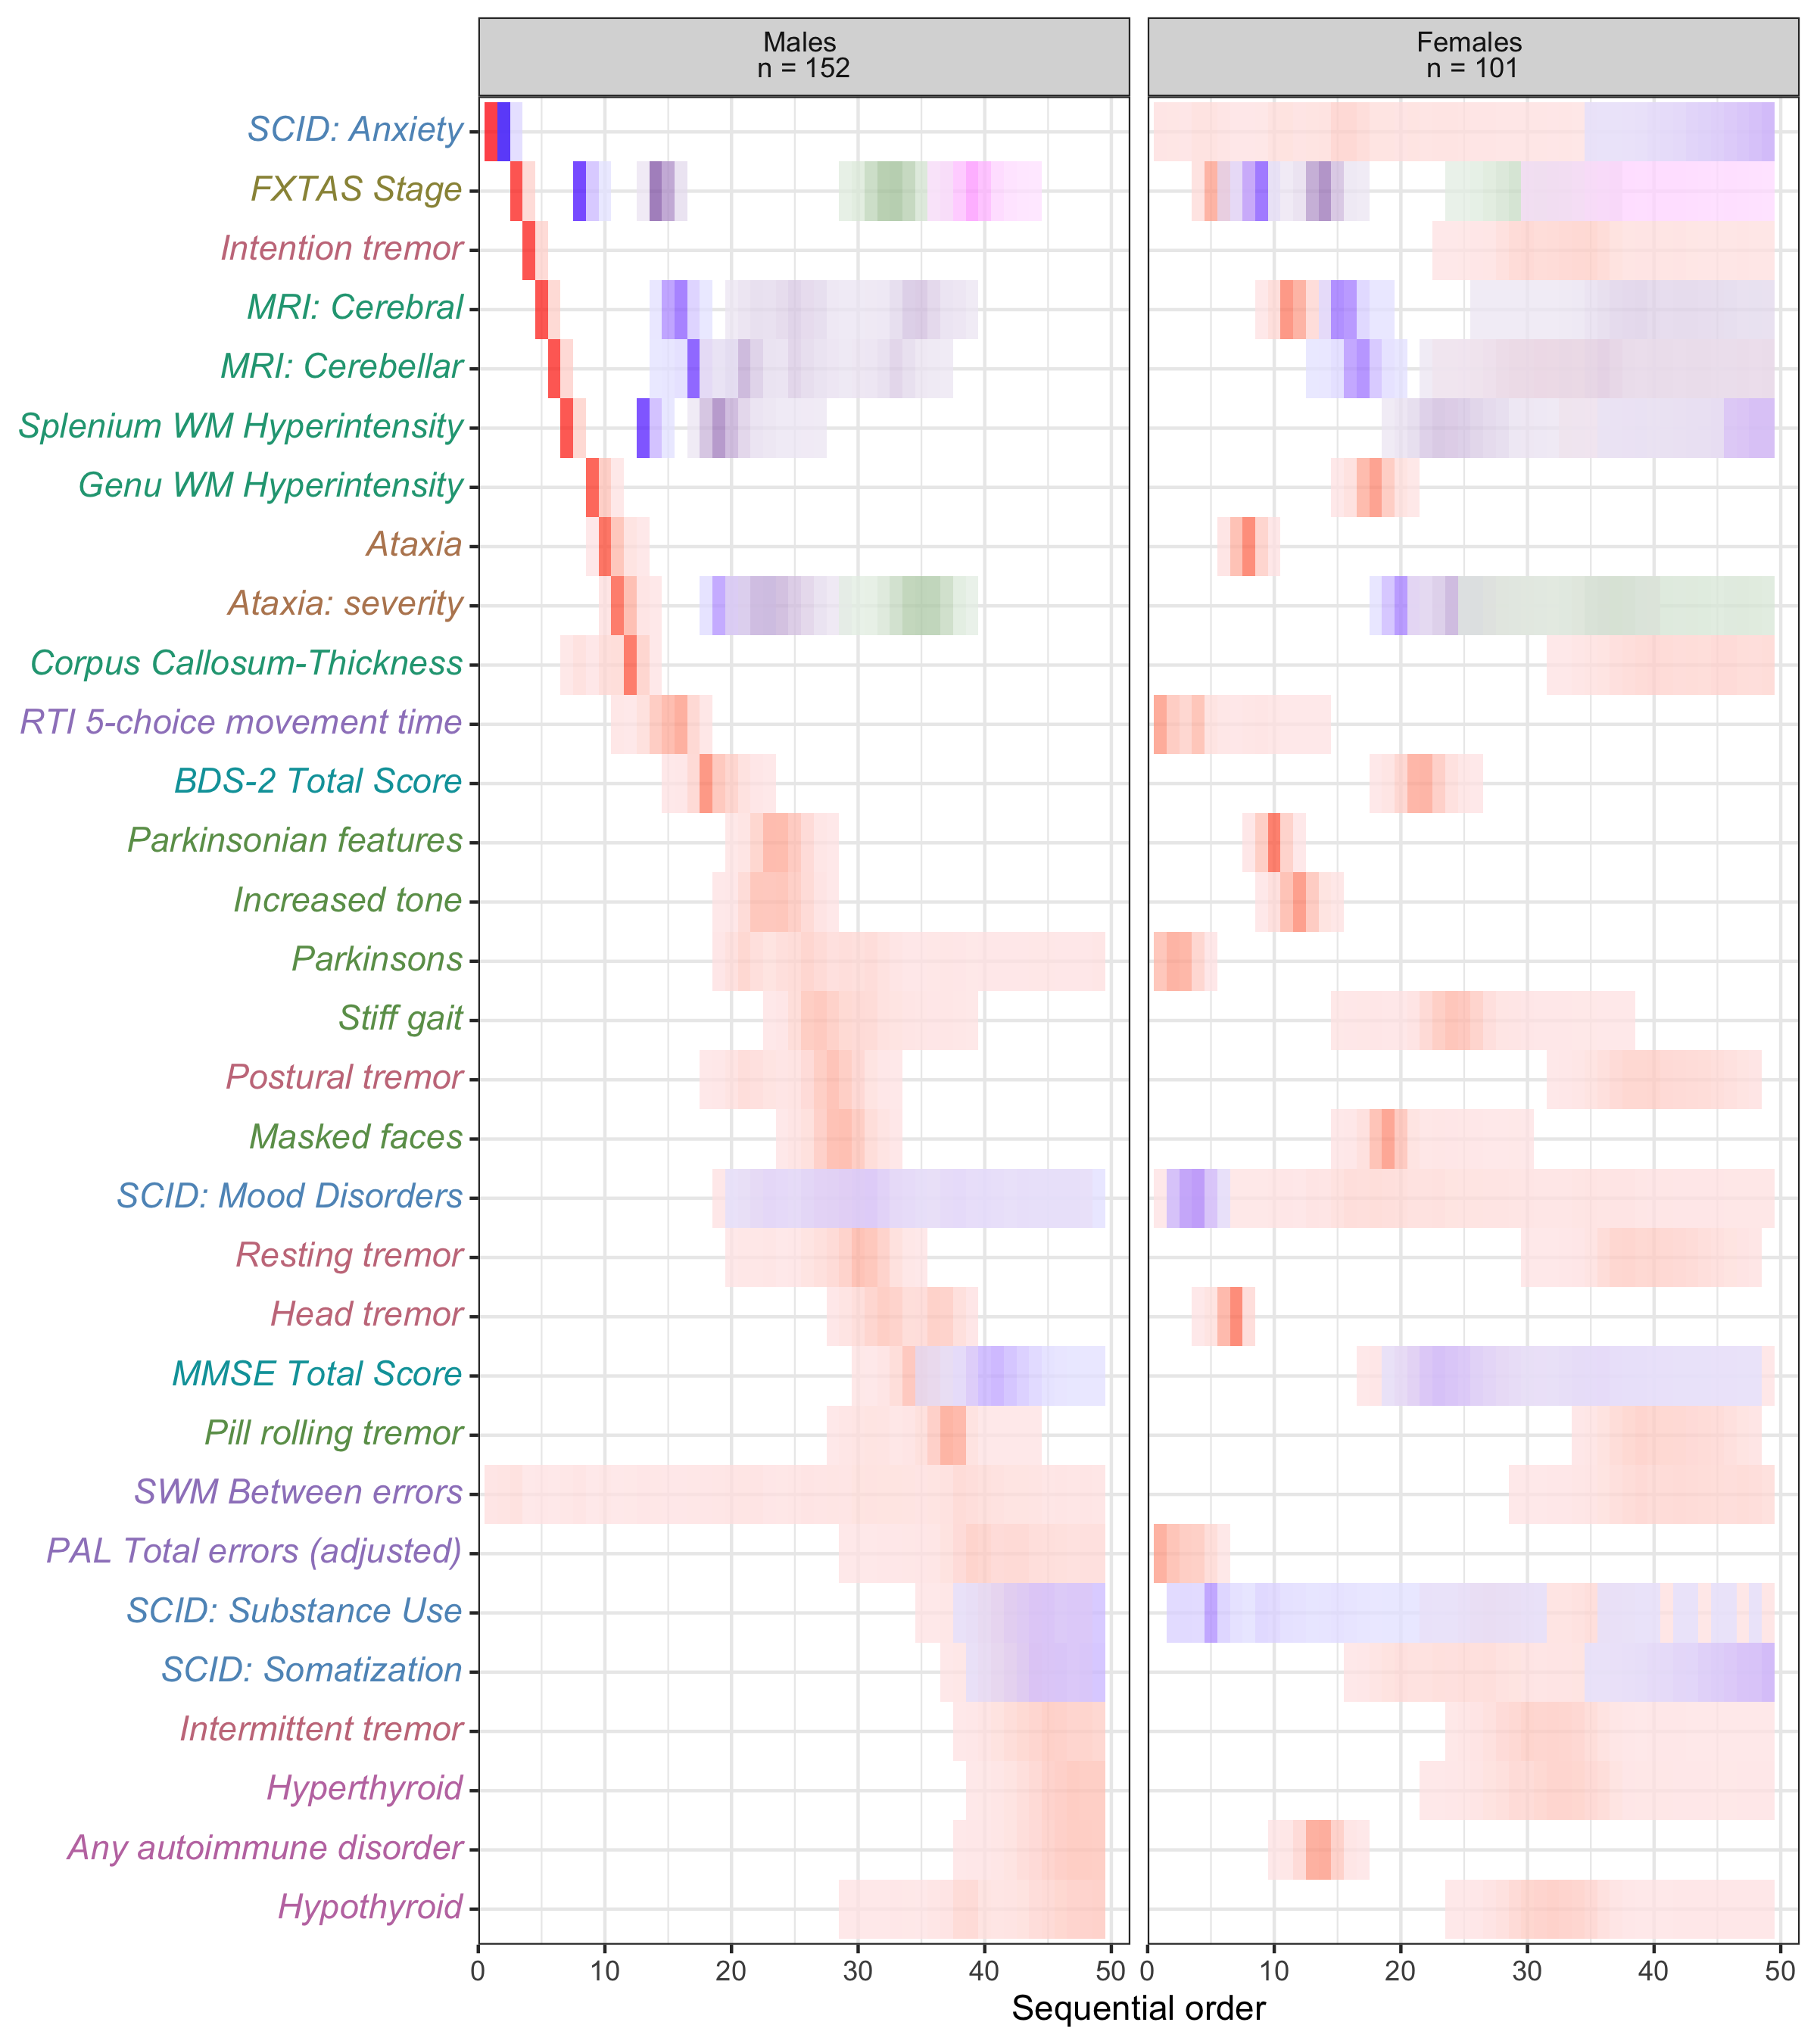 Males
n = 152
Females
n = 101
SCID: Anxiety
FXTAS Stage
Intention tremor
MRI: Cerebral
MRI: Cerebellar
Splenium WM Hyperintensity
Genu WM Hyperintensity
Ataxia
Ataxia: severity
Corpus Callosum-Thickness
RTI 5-choice movement time
BDS-2 Total Score
Parkinsonian features
Increased tone
Parkinsons
Stiff gait
Postural tremor
Masked faces
SCID: Mood Disorders
Resting tremor
Head tremor
MMSE Total Score
Pill rolling tremor
SWM Between errors
PAL Total errors (adjusted)
SCID: Substance Use
SCID: Somatization
Intermittent tremor
Hyperthyroid
Any autoimmune disorder
Hypothyroid
0 10 20 30 40 50
0 10 20 30 40 50
Sequential order